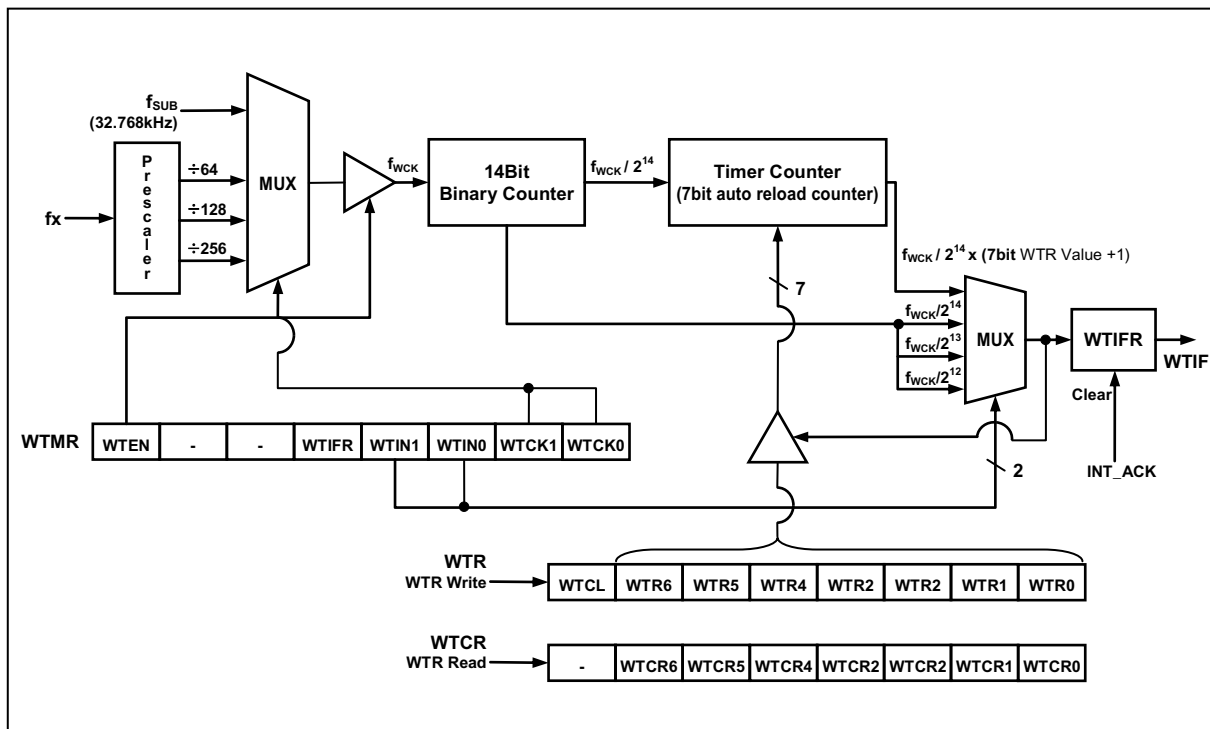 fSUB
(32.768kHz)
Prescaler
fx
÷64
÷128
÷256
MUX
fWCK
14Bit
Binary Counter
fWCK / 2^14
Timer Counter
(7bit auto reload counter)
fWCK / 2^14 x (7bit WTR Value +1)
7
fWCK/2^14
fWCK/2^13
fWCK/2^12
MUX
WTIFR
WTIF
Clear
INT_ACK
2
WTMR
WTEN - - WTIFR WTIN1 WTIN0 WTCK1 WTCK0
WTR
WTR Write
WTCL WTR6 WTR5 WTR4 WTR2 WTR2 WTR1 WTR0
WTCR
WTR Read
- WTCR6 WTCR5 WTCR4 WTCR2 WTCR2 WTCR1 WTCR0